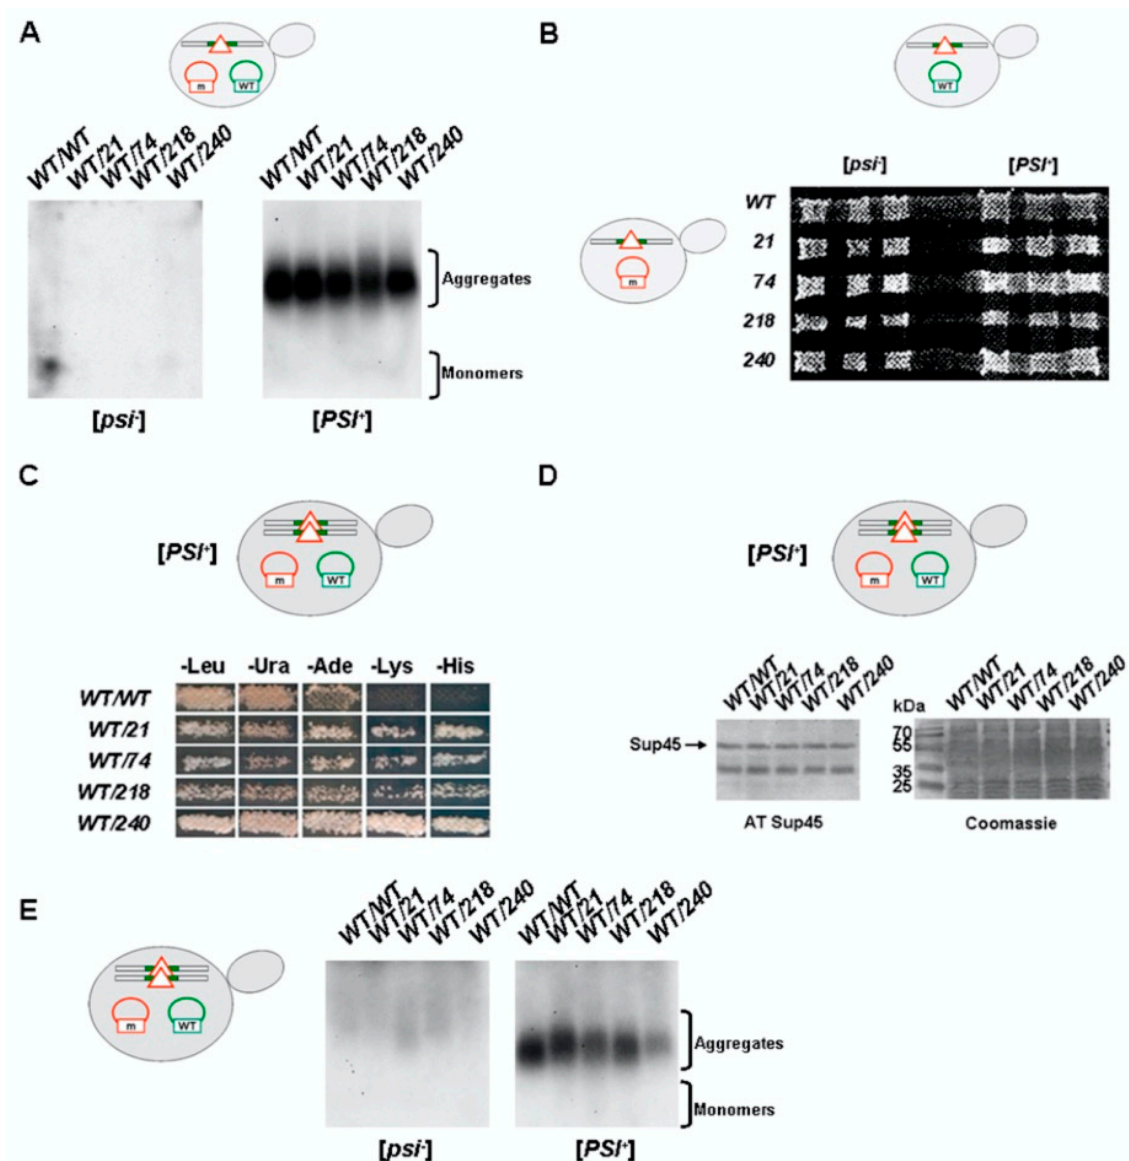 A
m WT
WT/WT WT/21 WT/74 WT/218 WT/240
WT/WT WT/21 WT/74 WT/218 WT/240
Aggregates
Monomers
[psi-]
[PSI+]
B
WT
m
[psi-] [PSI+]
WT
21
74
218
240
C
[PSI+]
m WT
-Leu -Ura -Ade -Lys -His
WT/WT
WT/21
WT/74
WT/218
WT/240
D
[PSI+]
m WT
WT/WT WT/21 WT/74 WT/218 WT/240
WT/WT WT/21 WT/74 WT/218 WT/240
kDa
70
55
35
25
Sup45
AT Sup45
Coomassie
E
m WT
WT/WT WT/21 WT/74 WT/218 WT/240
WT/WT WT/21 WT/74 WT/218 WT/240
Aggregates
Monomers
[psi-]
[PSI+]